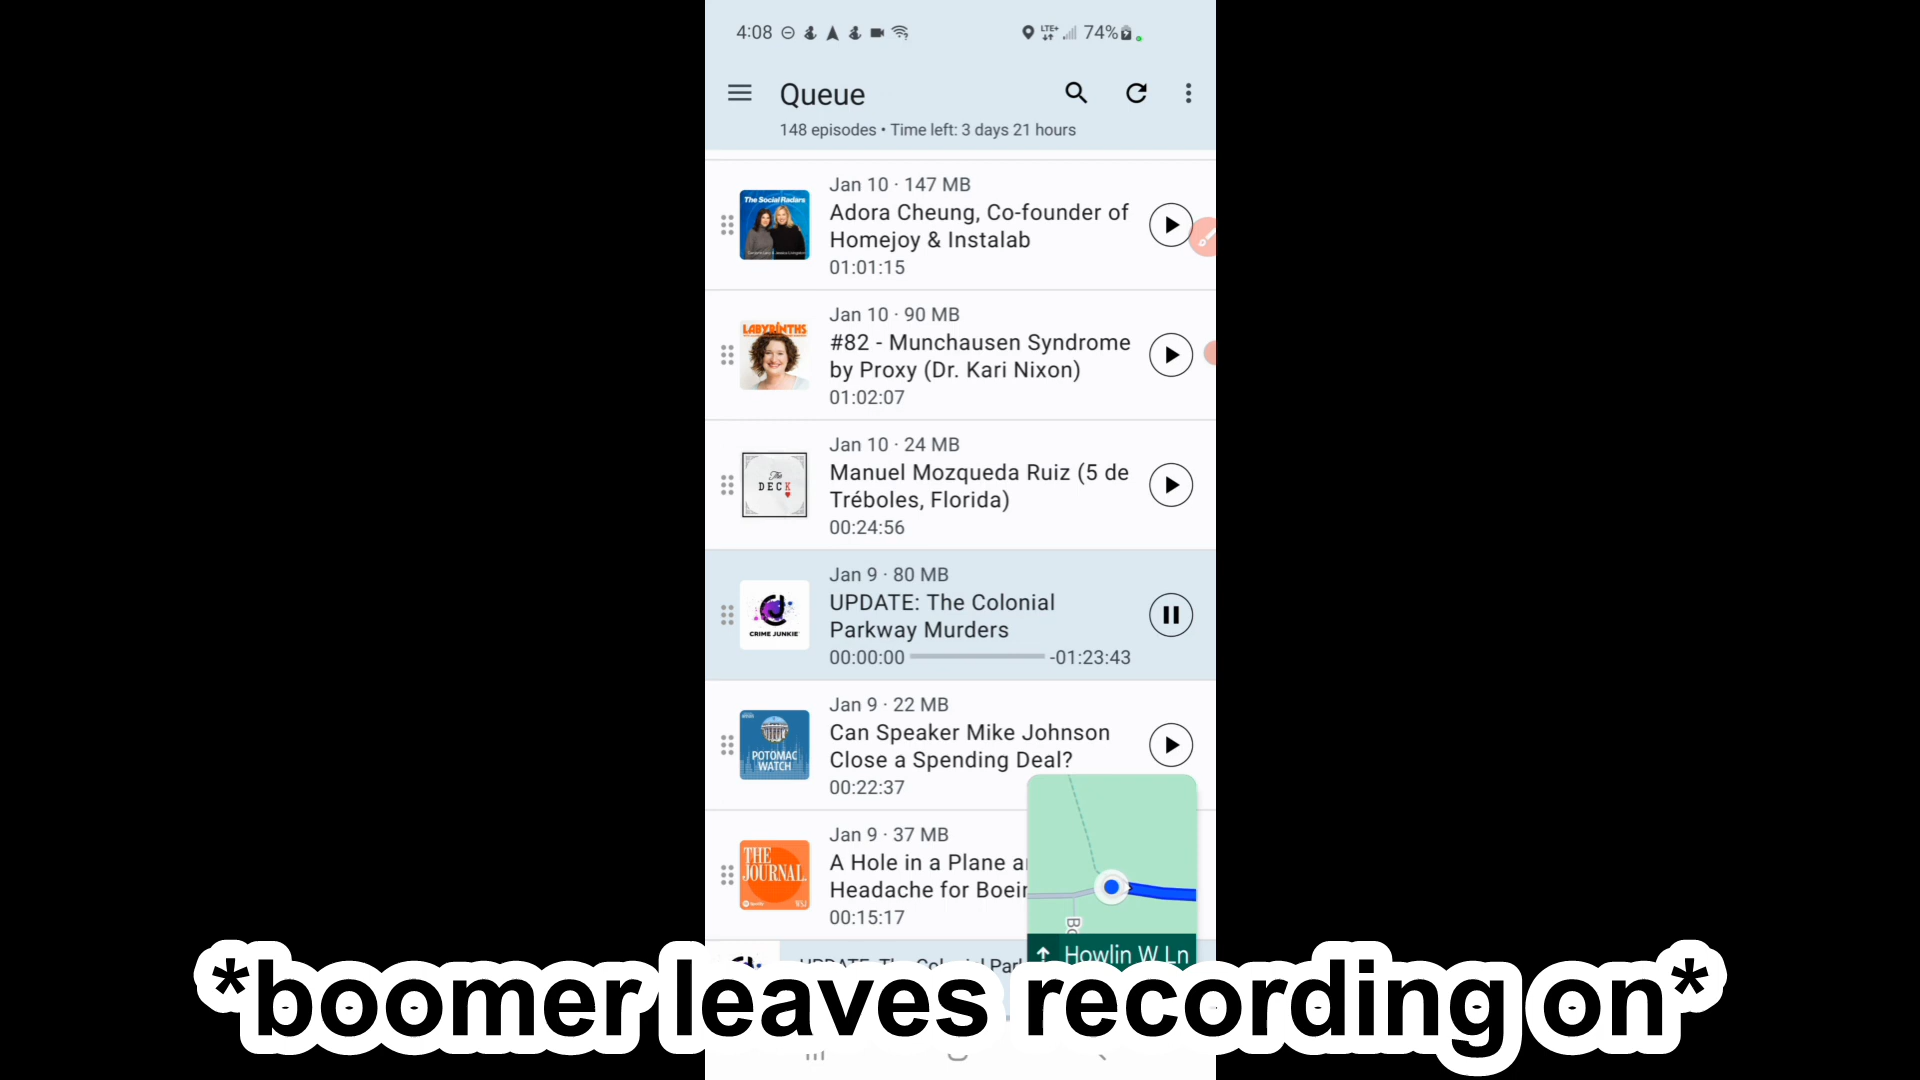 4:08
LTE+
74%
Queue
148 episodes • Time left: 3 days 21 hours
Jan 10 · 147 MB
The Social Radars
Adora Cheung, Co-founder of
Homejoy & Instalab
01:01:15
Jan 10 · 90 MB
LABYRINTHS
#82 - Munchausen Syndrome
by Proxy (Dr. Kari Nixon)
01:02:07
Jan 10 · 24 MB
The
DECK
Manuel Mozqueda Ruiz (5 de
Tréboles, Florida)
00:24:56
Jan 9 · 80 MB
CRIME JUNKIE
UPDATE: The Colonial
Parkway Murders
00:00:00
-01:23:43
Jan 9 · 22 MB
POTOMAC
WATCH
Can Speaker Mike Johnson
Close a Spending Deal?
00:22:37
Jan 9 · 37 MB
THE
JOURNAL.
A Hole in a Plane a
Headache for Boei
00:15:17
Howlin W Ln
UPDATE: The Colonial Par
*boomer leaves recording on*